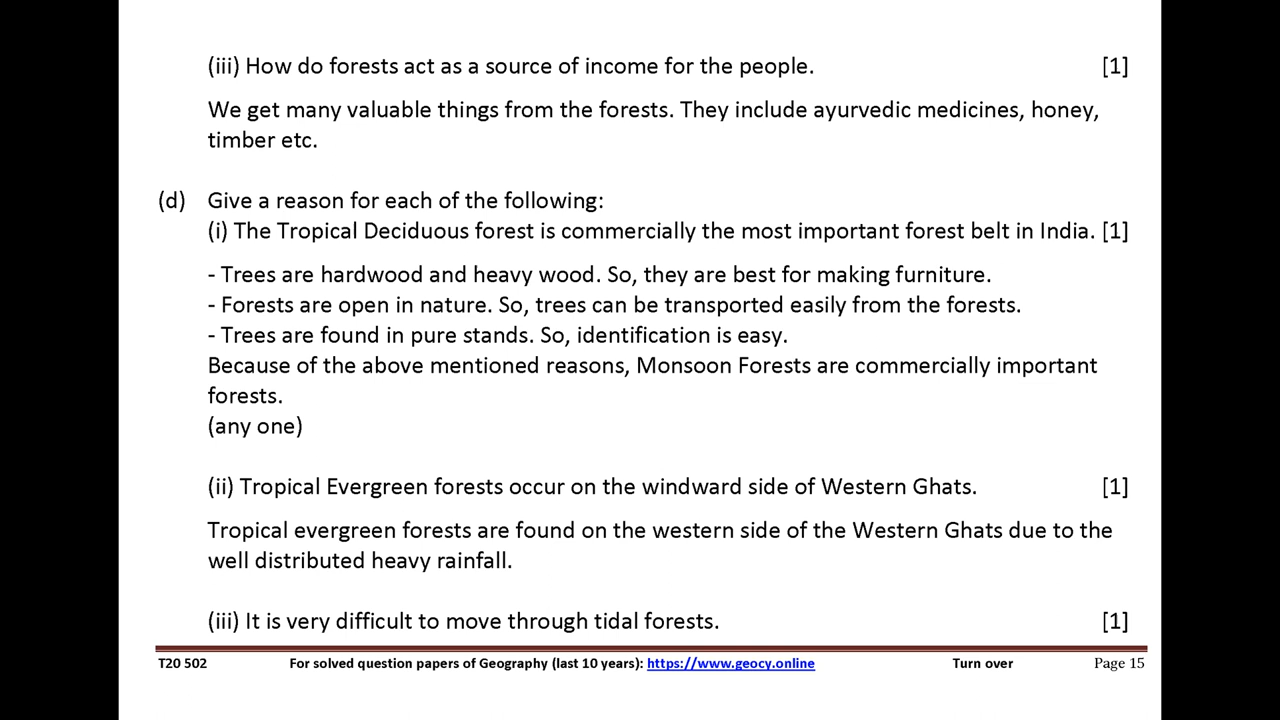 (iii) How do forests act as a source of income for the people. [1]
We get many valuable things from the forests. They include ayurvedic medicines, honey,
timber etc.
(d) Give a reason for each of the following:
(i) The Tropical Deciduous forest is commercially the most important forest belt in India. [1]
- Trees are hardwood and heavy wood. So, they are best for making furniture.
- Forests are open in nature. So, trees can be transported easily from the forests.
- Trees are found in pure stands. So, identification is easy.
Because of the above mentioned reasons, Monsoon Forests are commercially important
forests.
(any one)
(ii) Tropical Evergreen forests occur on the windward side of Western Ghats. [1]
Tropical evergreen forests are found on the western side of the Western Ghats due to the
well distributed heavy rainfall.
(iii) It is very difficult to move through tidal forests. [1]
T20 502 For solved question papers of Geography (last 10 years): https://www.geocy.online Turn over Page 15